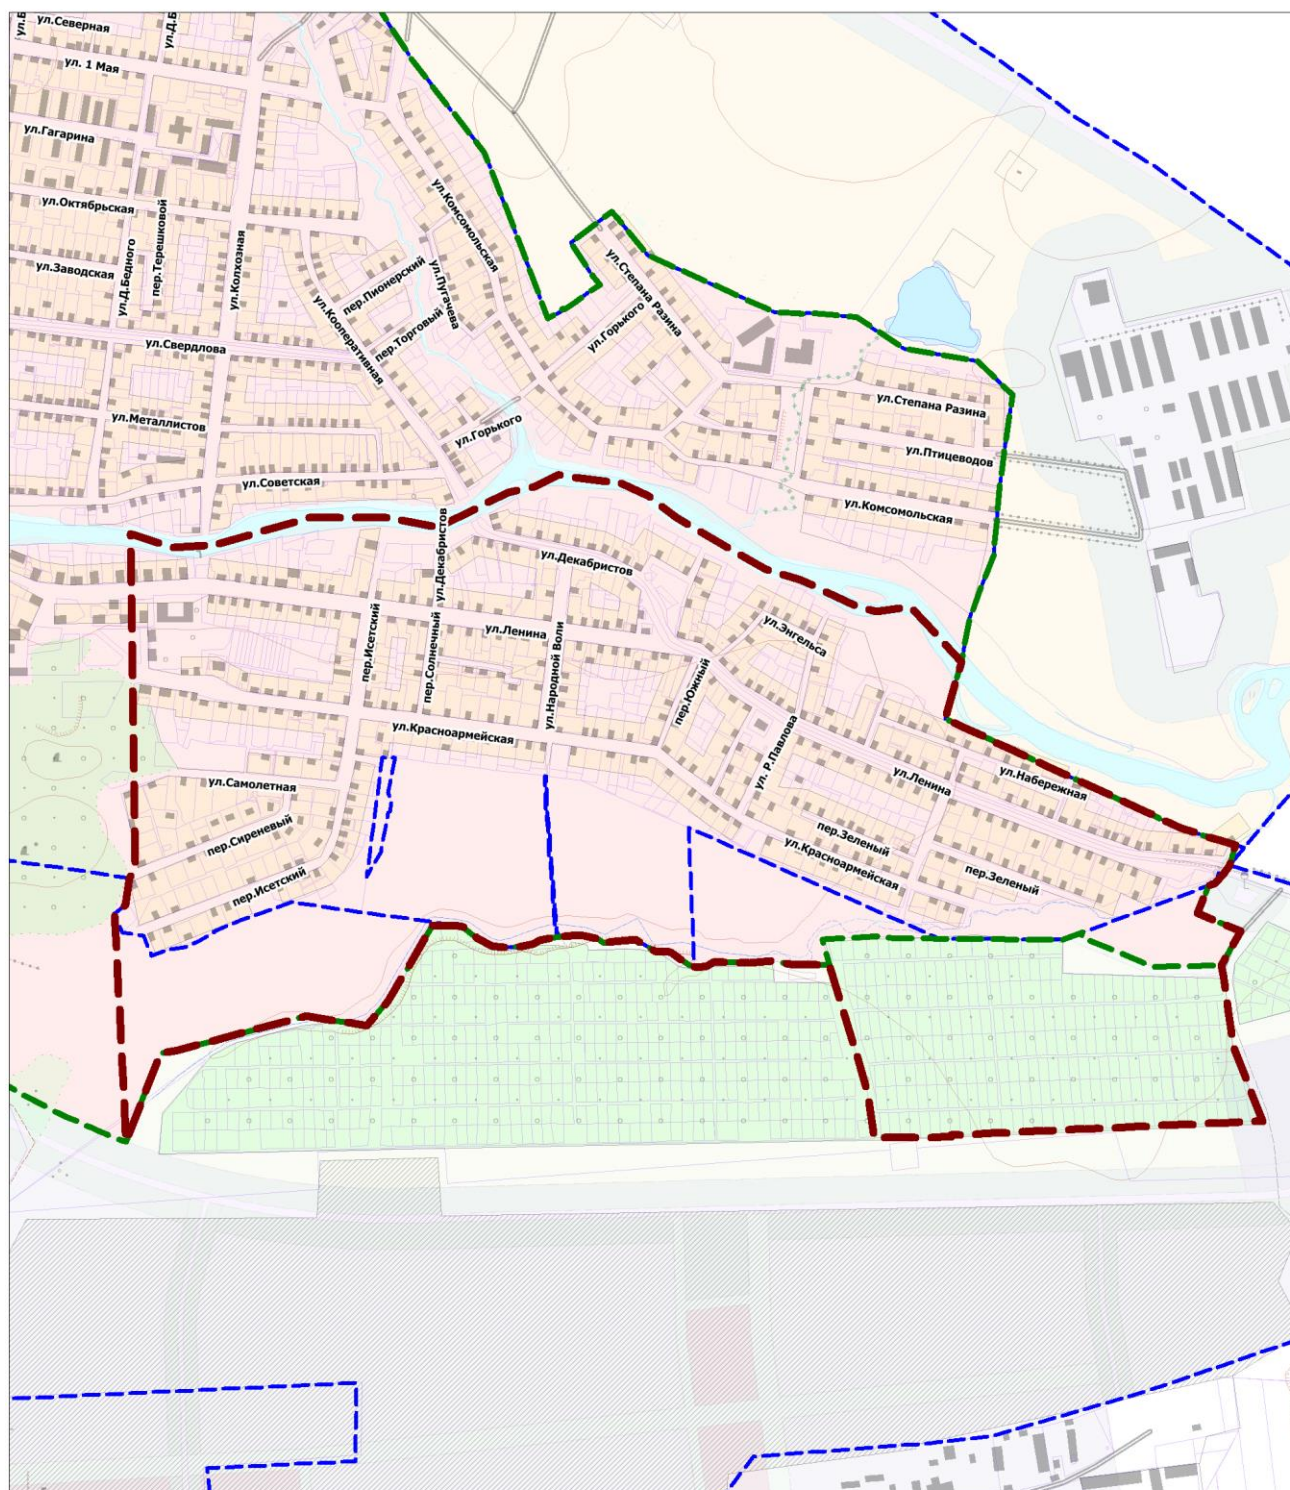 ул.Северная
ул. 1 Мая
ул.Гагарина
ул.Октябрьская
ул.Заводская
ул.Д.Бедного
пер.Терешковой
ул.Колхозная
ул.Комсомольская
ул.Кооперативная
пер.Пионерский
ул.Пугачева
пер.Торговый
ул.Степана Разина
ул.Горького
ул.Свердлова
ул.Металлистов
ул.Горького
ул.Степана Разина
ул.Птицеводов
ул.Советская
ул.Комсомольская
ул.Декабристов
ул.Декабристов
пер.Исетский
пер.Солнечный
ул.Ленина
ул.Народной Воли
ул.Энгельса
пер.Южный
ул.Красноармейская
ул. Р.Павлова
ул.Ленина
ул.Набережная
ул.Самолетная
пер.Сиреневый
пер.Зеленый
ул.Красноармейская
пер.Исетский
пер.Зеленый